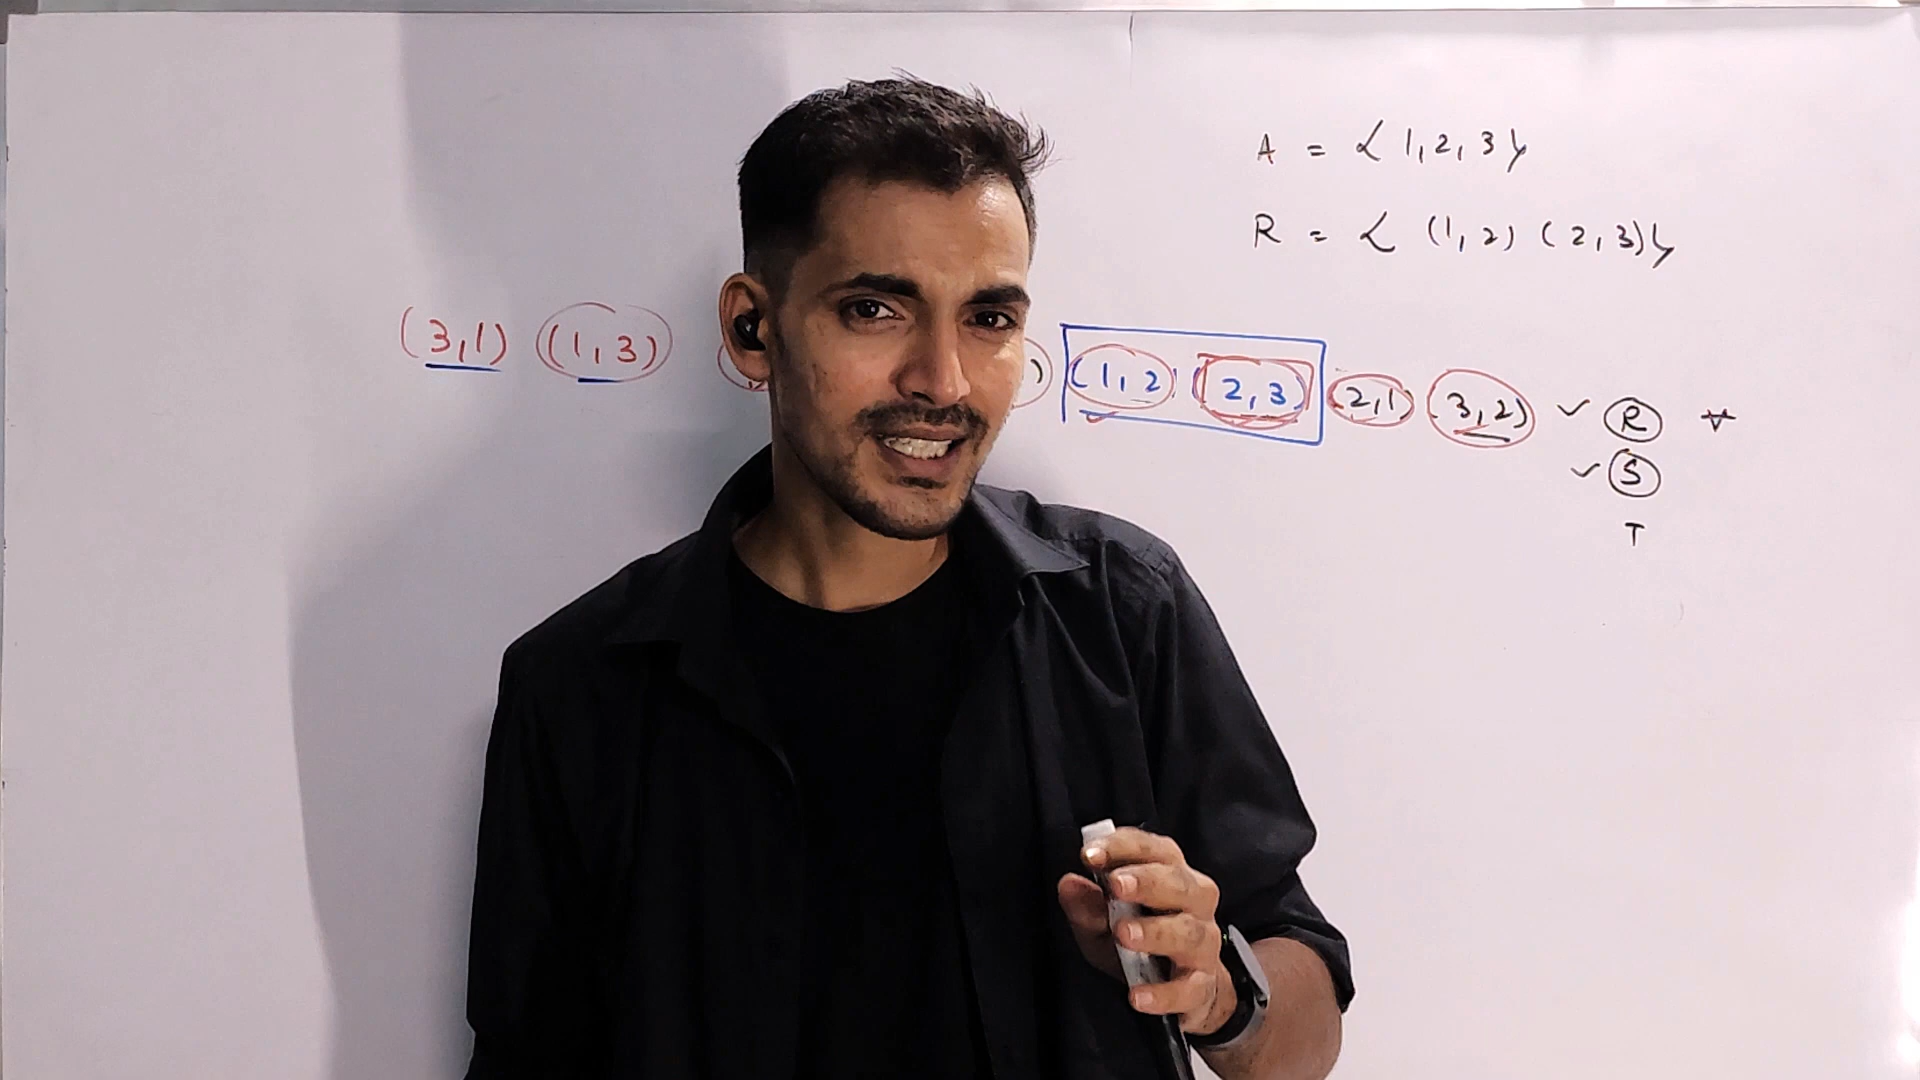 A = { 1, 2, 3 }
R = { (1, 2) ( 2, 3) }
(3,1) (1,3) (1, 2) ( 2, 3) 2,1) 3,2) ✓ R ∀
✓ S
T